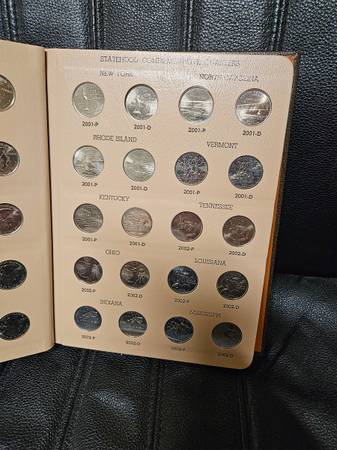 STATEHOOD COMMEMORATIVE QUARTERS
NEW YORK NORTH CAROLINA
2001-P 2001-D 2001-P 2001-D
RHODE ISLAND VERMONT
2001-P 2001-D 2001-P 2001-D
KENTUCKY TENNESSEE
2001-P 2001-D 2002-P 2002-D
OHIO LOUISIANA
2002-P 2002-D 2002-P 2002-D
INDIANA MISSISSIPPI
2002-P 2002-D 2002-P 2002-D